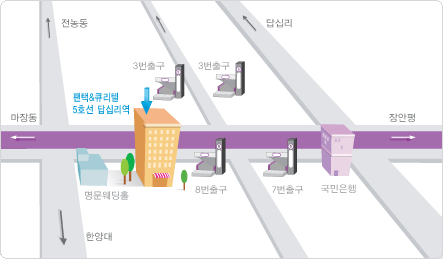 전농동
답십리
3번출구
3번출구
팬택&큐리텔
5호선 답십리역
마장동
장안평
명문웨딩홀
8번출구
7번출구
국민은행
한양대